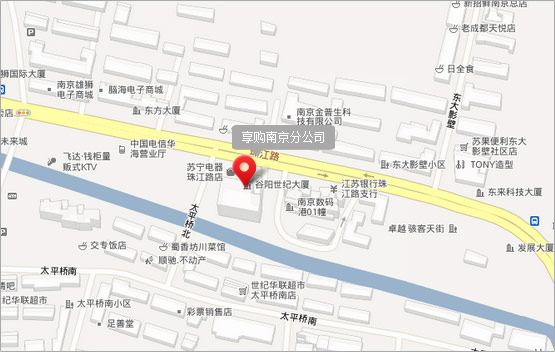 新招鲜南京总店
老成都天悦店
日全食
狮国际大厦
南京雄狮
电子商城
脑海电子商城
东方大厦
南京金普生科
技有限公司
东大影壁
享购南京分公司
未来城
中国电信华
海营业厅
飞达·钱柜量
贩式KTV
珠江路
苏果便利东大
影壁社区店
东大影壁小区
TONY造型
苏宁电器
珠江路店
谷阳世纪大厦
江苏银行珠
江路支行
东来科技大厦
南京数码
港01幢
太平桥北
卓越 骇客天街
发展大厦
交专饭店
蜀香坊川菜馆
顺驰.不动产
太平桥南
世纪华联超市
太平桥南店
世纪华联超市
太平桥南小区
彩票销售店
太平桥南
足善堂